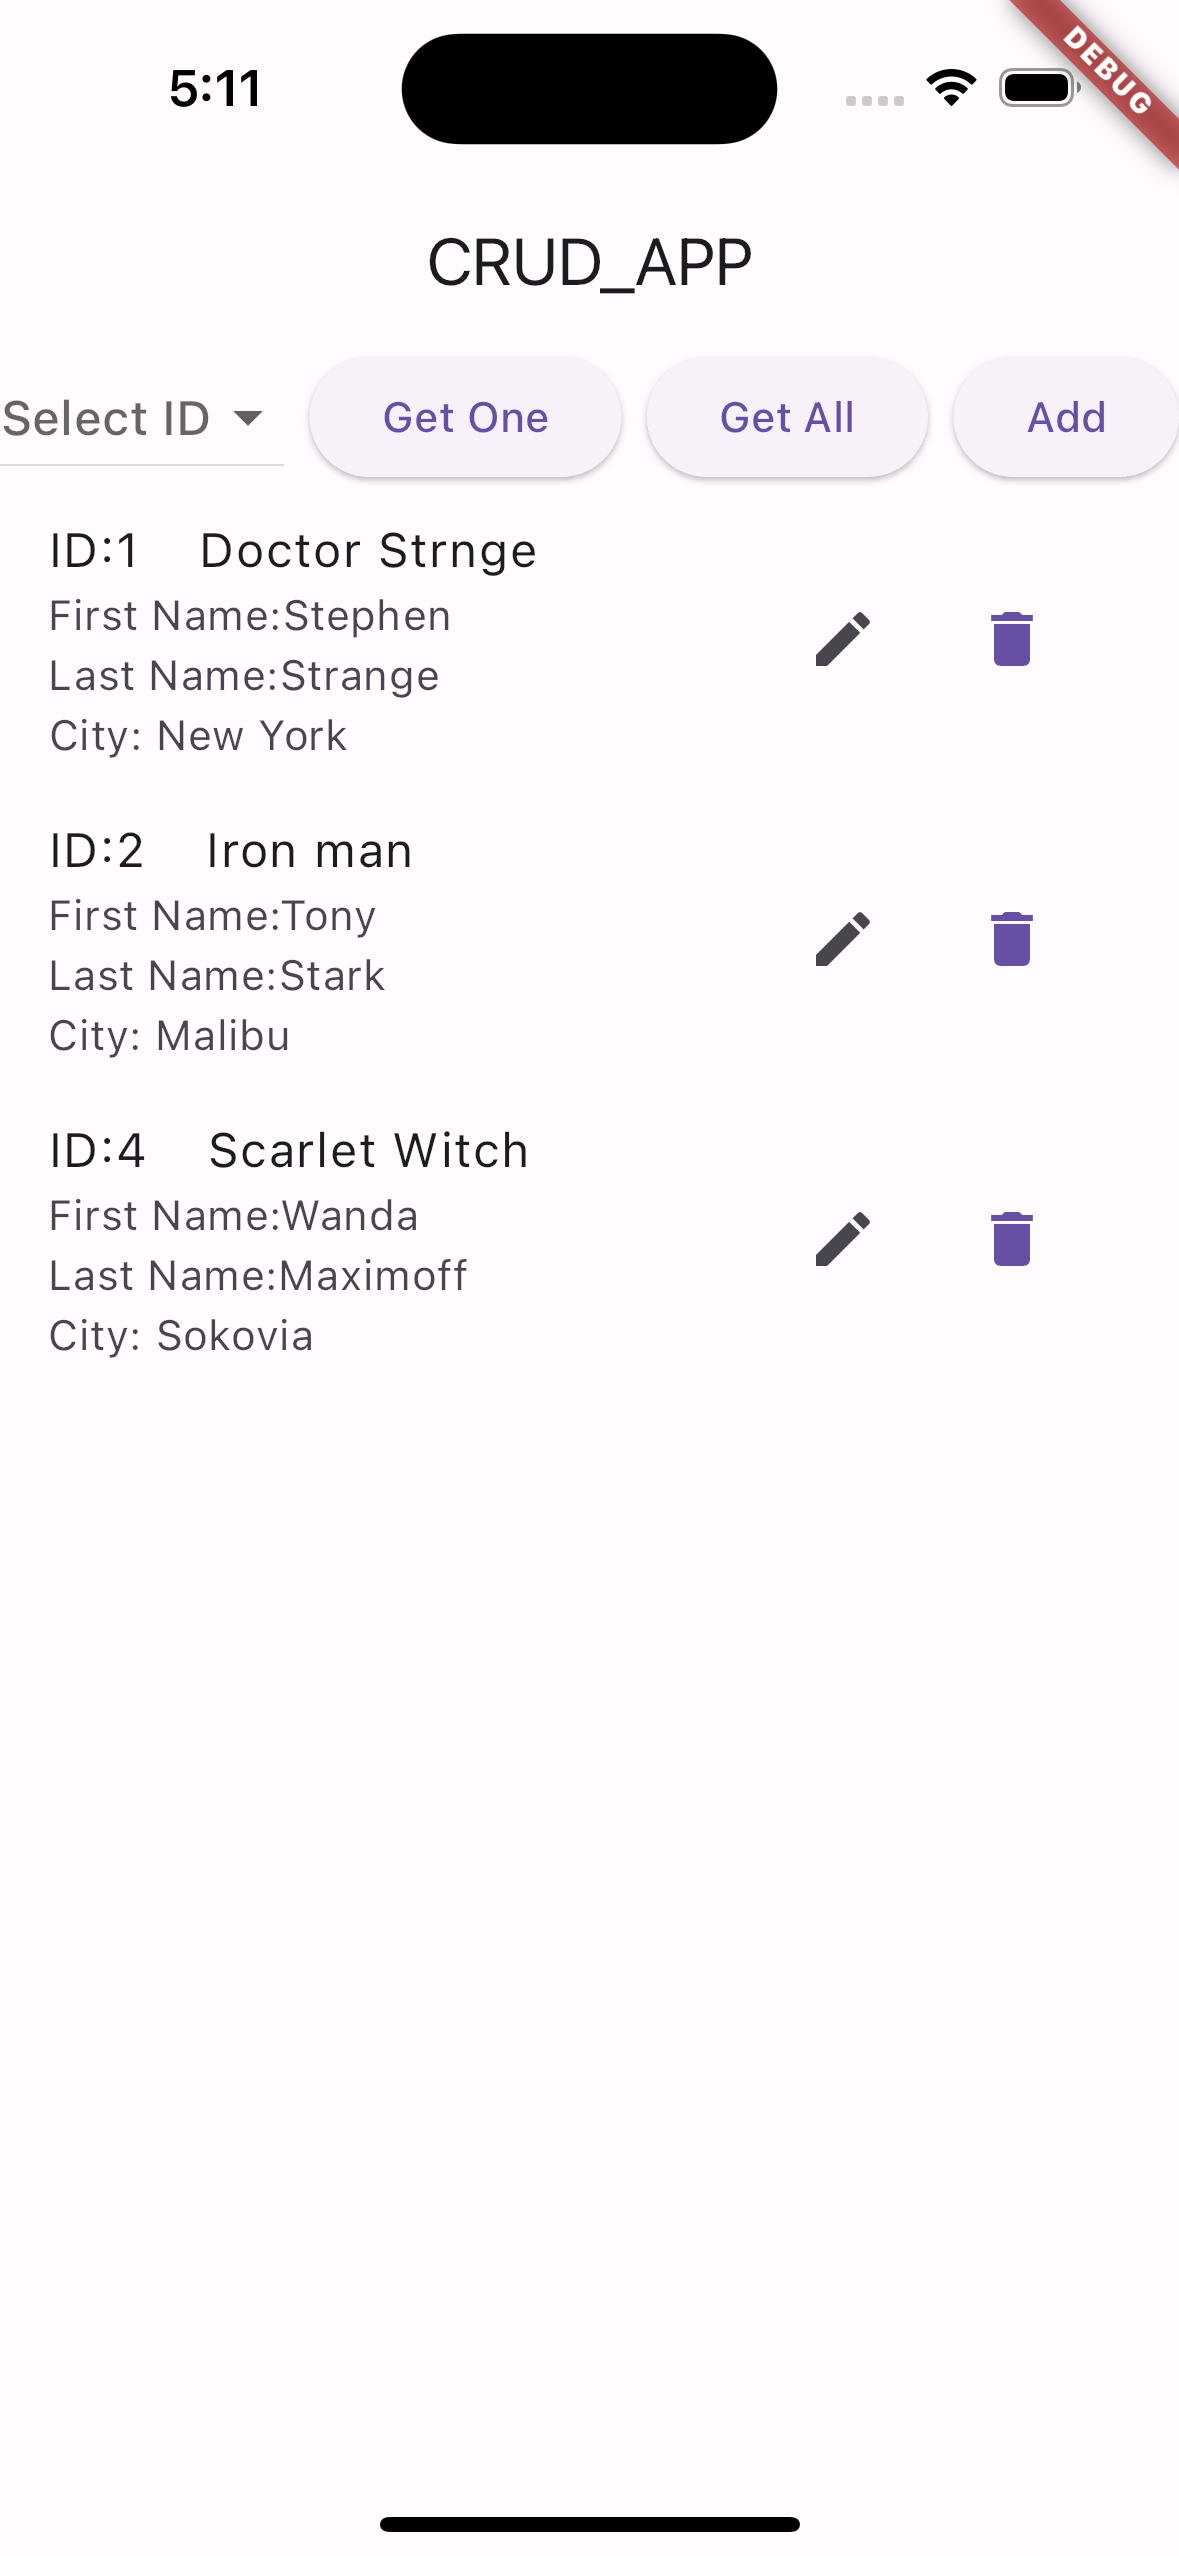 5:11
DEBUG
CRUD_APP
Select ID Get One Get All Add
ID:1 Doctor Strnge
First Name:Stephen
Last Name:Strange
City: New York
ID:2 Iron man
First Name:Tony
Last Name:Stark
City: Malibu
ID:4 Scarlet Witch
First Name:Wanda
Last Name:Maximoff
City: Sokovia